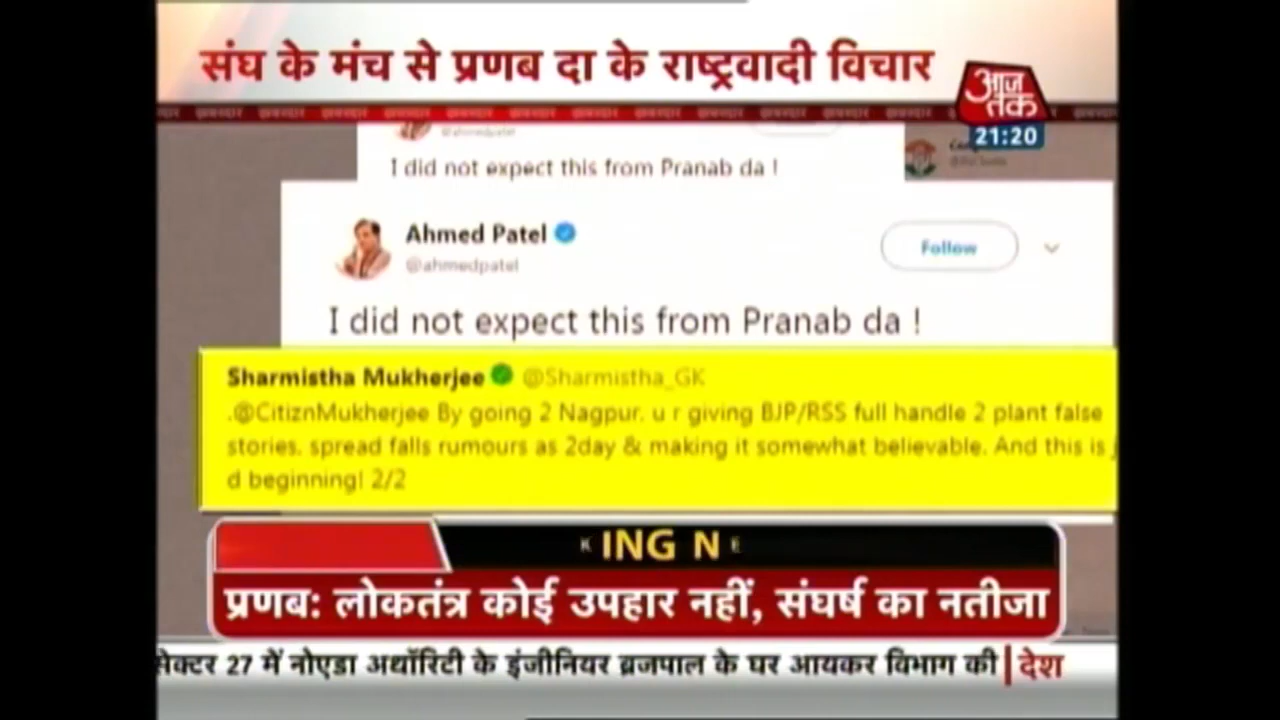 संघ के मंच से प्रणब दा के राष्ट्रवादी विचार
आज
तक
21:20
@ahmedpatel
I did not expect this from Pranab da !
Ahmed Patel
@ahmedpatel
Follow
I did not expect this from Pranab da !
Sharmistha Mukherjee @Sharmistha_GK
.@CitiznMukherjee By going 2 Nagpur, u r giving BJP/RSS full handle 2 plant false
stories, spread falls rumours as 2day & making it somewhat believable. And this is
d beginning! 2/2
K ING N E
प्रणब: लोकतंत्र कोई उपहार नहीं, संघर्ष का नतीजा
सेक्टर 27 में नोएडा अथॉरिटी के इंजीनियर ब्रजपाल के घर आयकर विभाग की | देश